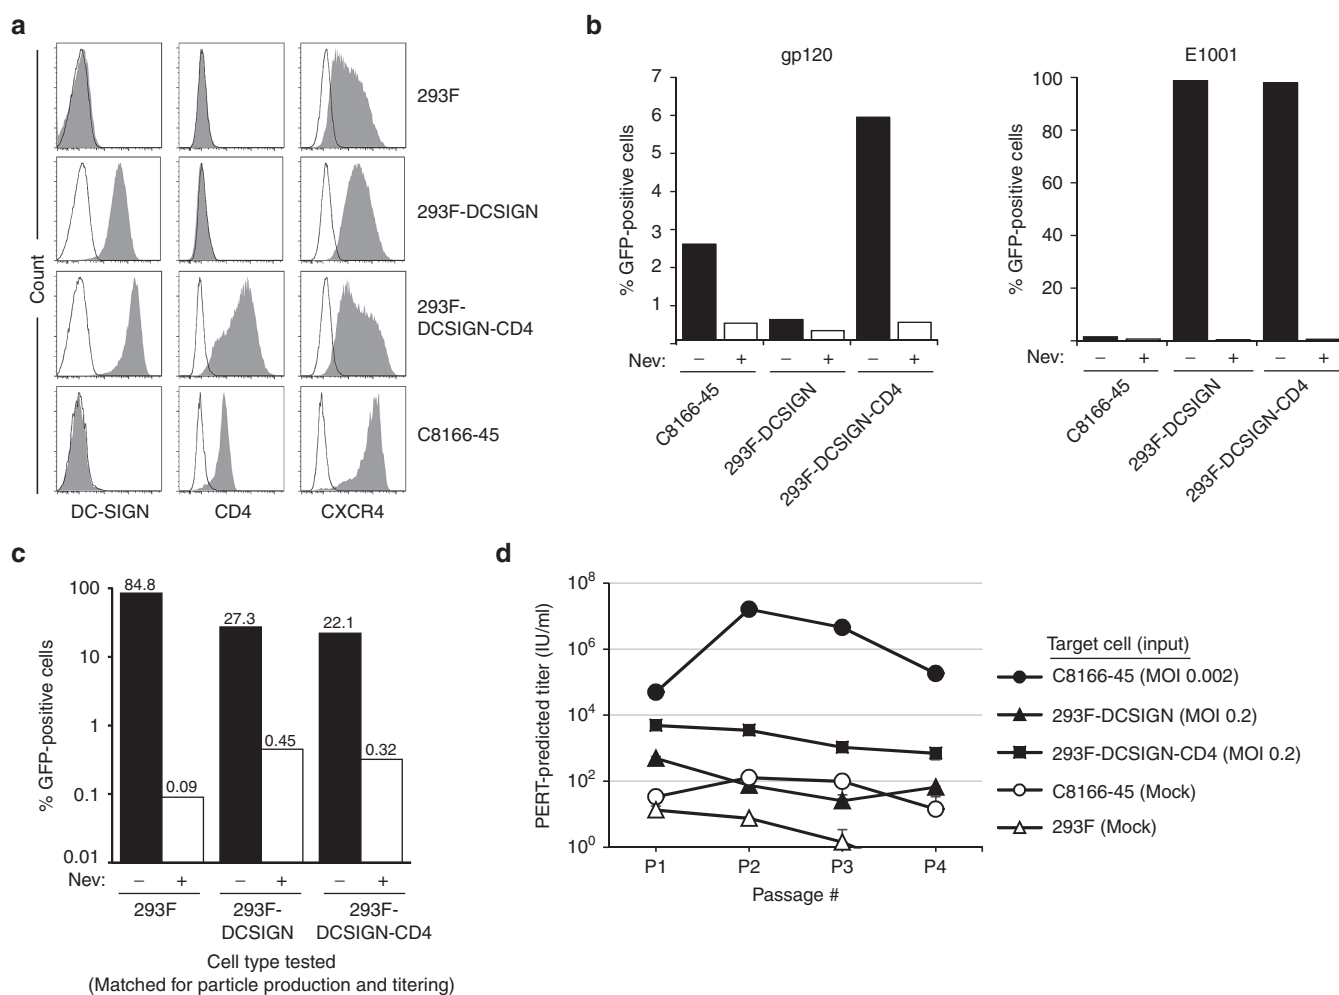 a
293F
293F-DCSIGN
293F-
DCSIGN-CD4
C8166-45
Count
DC-SIGN
CD4
CXCR4
b
gp120
7
6
5
4
3
2
1
% GFP-positive cells
Nev: – + – + – +
C8166-45
293F-DCSIGN
293F-DCSIGN-CD4
E1001
100
80
60
40
20
% GFP-positive cells
Nev: – + – + – +
C8166-45
293F-DCSIGN
293F-DCSIGN-CD4
c
100
10
1
0.1
0.01
% GFP-positive cells
84.8
0.09
27.3
0.45
22.1
0.32
Nev: – + – + – +
293F
293F-
DCSIGN
293F-
DCSIGN-CD4
Cell type tested
(Matched for particle production and titering)
d
10⁸
10⁶
10⁴
10²
10⁰
PERT-predicted titer (IU/ml)
P1 P2 P3 P4
Passage #
Target cell (input)
C8166-45 (MOI 0.002)
293F-DCSIGN (MOI 0.2)
293F-DCSIGN-CD4 (MOI 0.2)
C8166-45 (Mock)
293F (Mock)